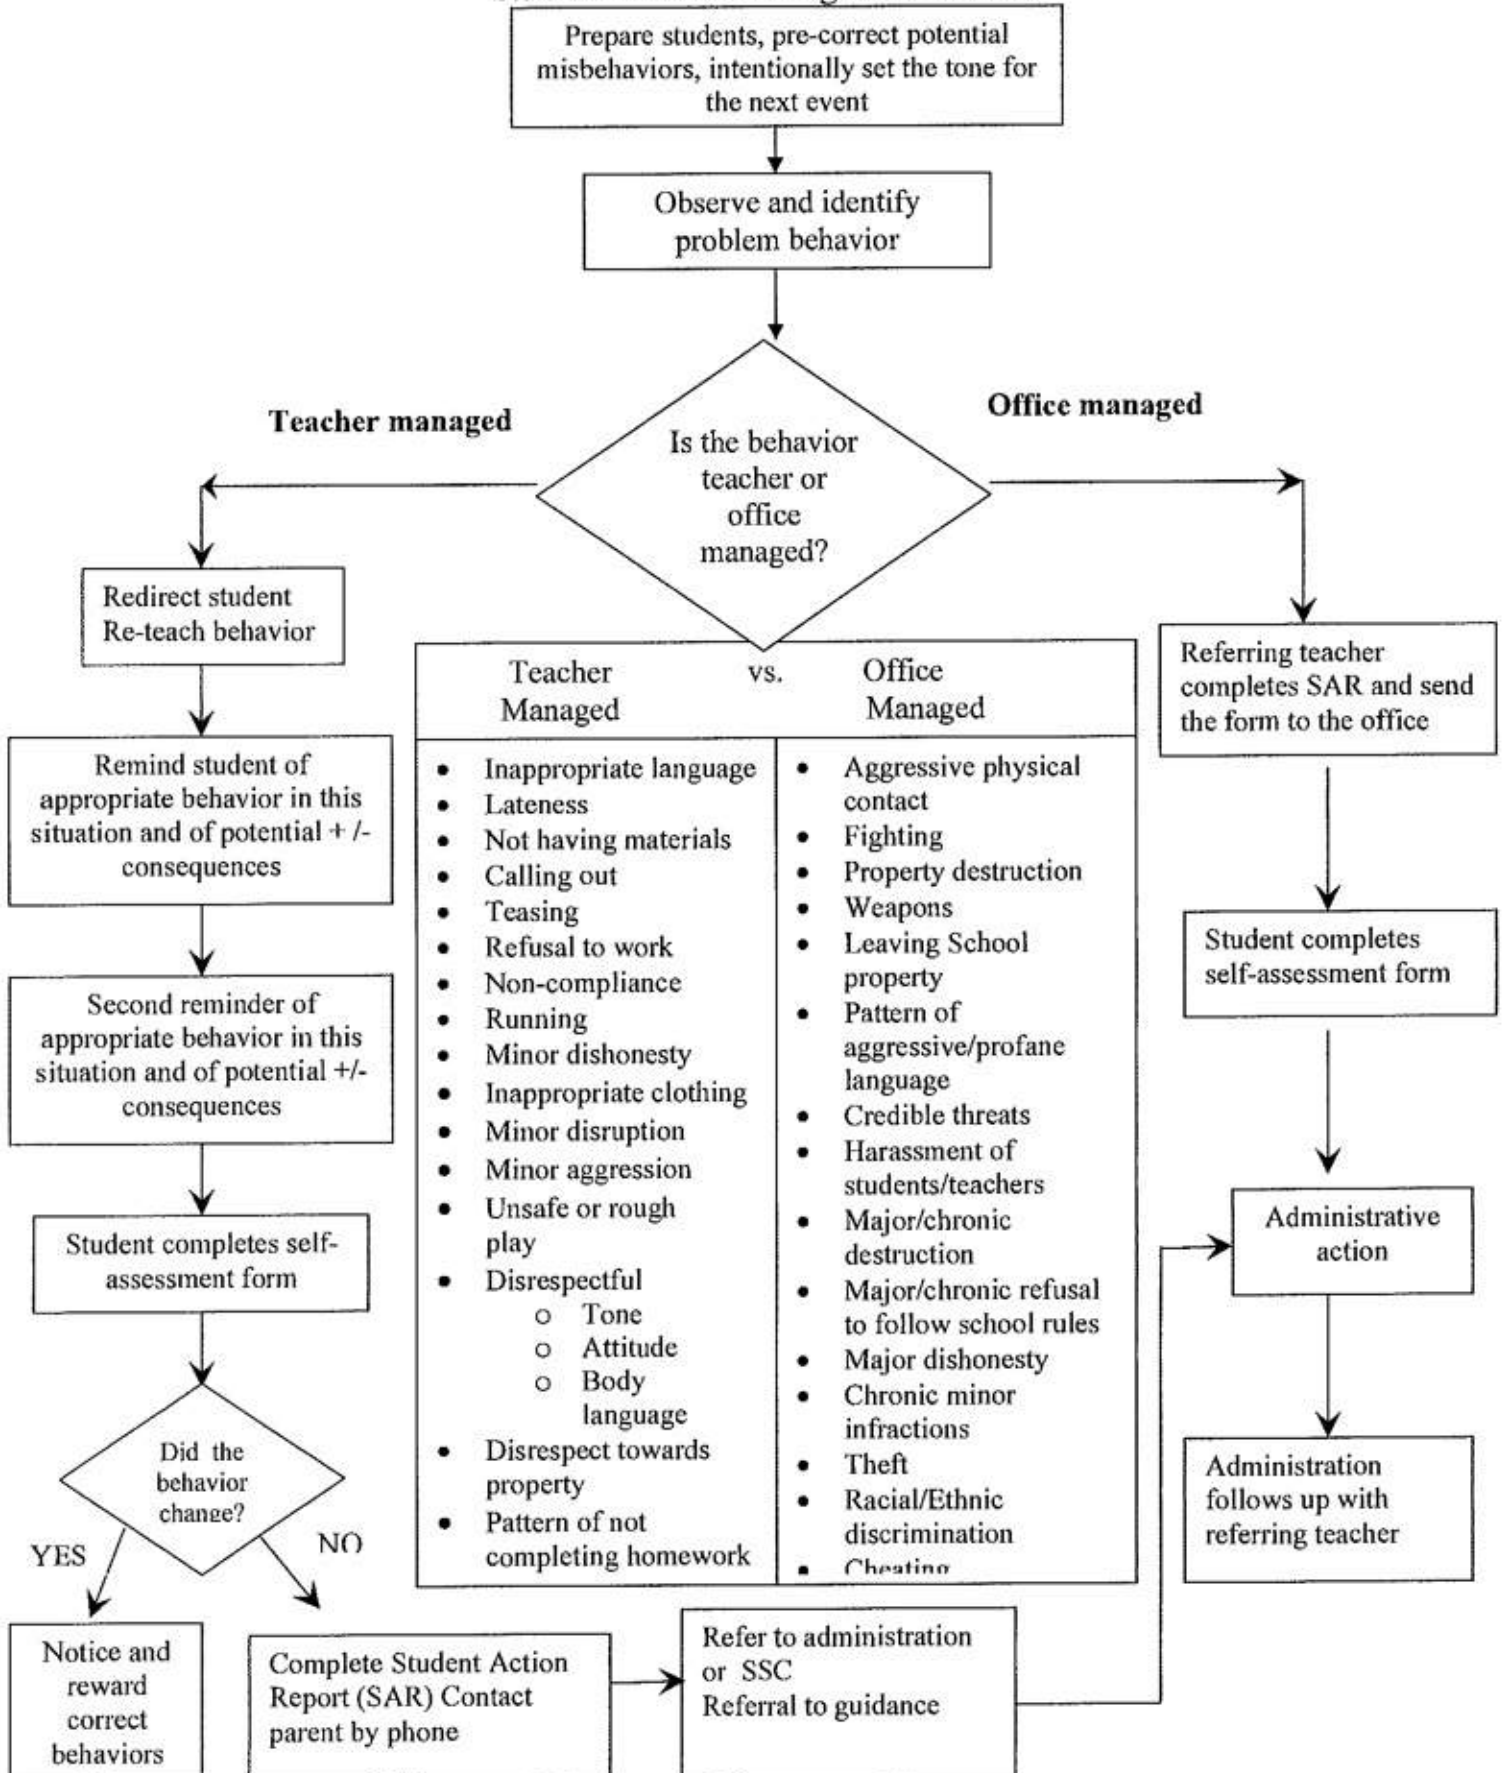 Prepare students, pre-correct potential
misbehaviors, intentionally set the tone for
the next event
Observe and identify
problem behavior
Teacher managed
Office managed
Is the behavior
teacher or
office
managed?
Redirect student
Re-teach behavior
Remind student of
appropriate behavior in this
situation and of potential + /-
consequences
Second reminder of
appropriate behavior in this
situation and of potential +/-
consequences
Student completes self-
assessment form
Did the
behavior
change?
YES
NO
Notice and
reward
correct
behaviors
Complete Student Action
Report (SAR) Contact
parent by phone
Refer to administration
or SSC
Referral to guidance
Teacher vs. Office
Managed Managed
• Inappropriate language
• Lateness
• Not having materials
• Calling out
• Teasing
• Refusal to work
• Non-compliance
• Running
• Minor dishonesty
• Inappropriate clothing
• Minor disruption
• Minor aggression
• Unsafe or rough
play
• Disrespectful
o Tone
o Attitude
o Body
language
• Disrespect towards
property
• Pattern of not
completing homework
• Aggressive physical
contact
• Fighting
• Property destruction
• Weapons
• Leaving School
property
• Pattern of
aggressive/profane
language
• Credible threats
• Harassment of
students/teachers
• Major/chronic
destruction
• Major/chronic refusal
to follow school rules
• Major dishonesty
• Chronic minor
infractions
• Theft
• Racial/Ethnic
discrimination
• Cheating
Referring teacher
completes SAR and send
the form to the office
Student completes
self-assessment form
Administrative
action
Administration
follows up with
referring teacher